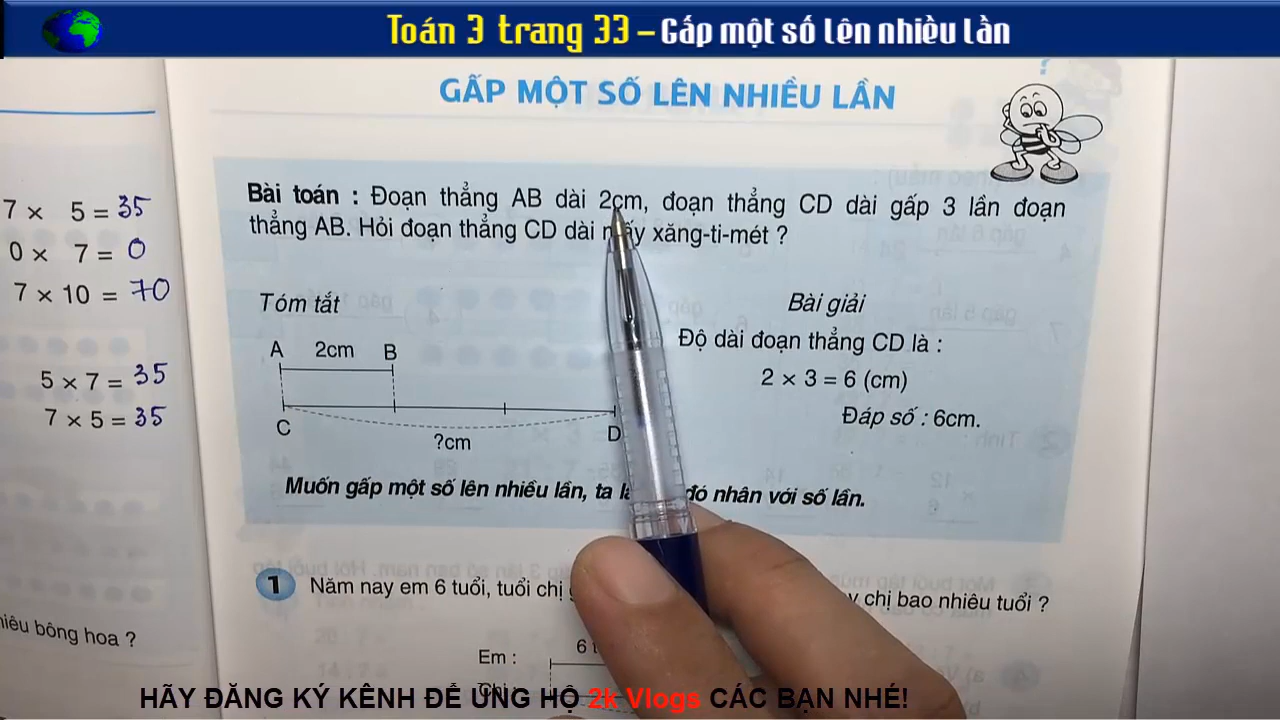 Toán 3 trang 33 – Gấp một số lên nhiều lần
GẤP MỘT SỐ LÊN NHIỀU LẦN
7 × 5 = 35
0 × 7 = 0
7 × 10 = 70
5 × 7 = 35
7 × 5 = 35
bông hoa ?
Bài toán : Đoạn thẳng AB dài 2cm, đoạn thẳng CD dài gấp 3 lần đoạn
thẳng AB. Hỏi đoạn thẳng CD dài mấy xăng-ti-mét ?
Tóm tắt
A 2cm B
C D
?cm
Bài giải
Độ dài đoạn thẳng CD là :
2 × 3 = 6 (cm)
Đáp số : 6cm.
Muốn gấp một số lên nhiều lần, ta đó nhân với số lần.
1 Năm nay em 6 tuổi, tuổi chị chị bao nhiêu tuổi ?
Em : 6
Chị :
HÃY ĐĂNG KÝ KÊNH ĐỂ ỦNG HỘ 2k Vlogs CÁC BẠN NHÉ!